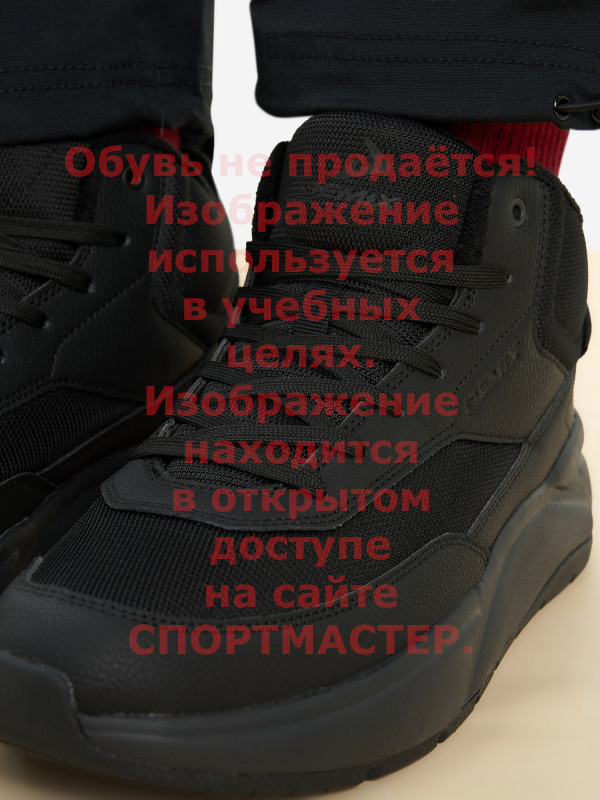 Обувь не продаётся!
Изображение
используется
в учебных
целях.
Изображение
находится
в открытом
доступе
на сайте
СПОРТМАСТЕР.